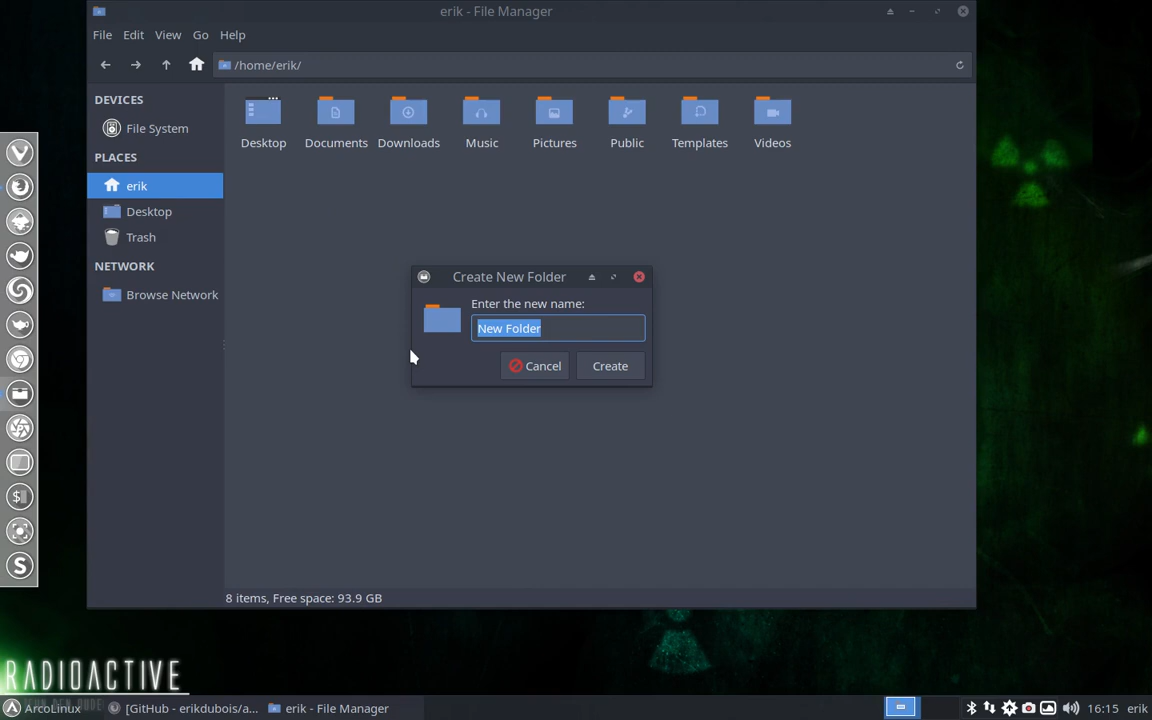 erik - File Manager
File Edit View Go Help
/home/erik/
DEVICES
File System
PLACES
erik
Desktop
Trash
NETWORK
Browse Network
Desktop Documents Downloads Music Pictures Public Templates Videos
Create New Folder
Enter the new name:
New Folder
Cancel Create
8 items, Free space: 93.9 GB
RADIOACTIVE
ArcoLinux [GitHub - erikdubois/a... erik - File Manager 16:15 erik